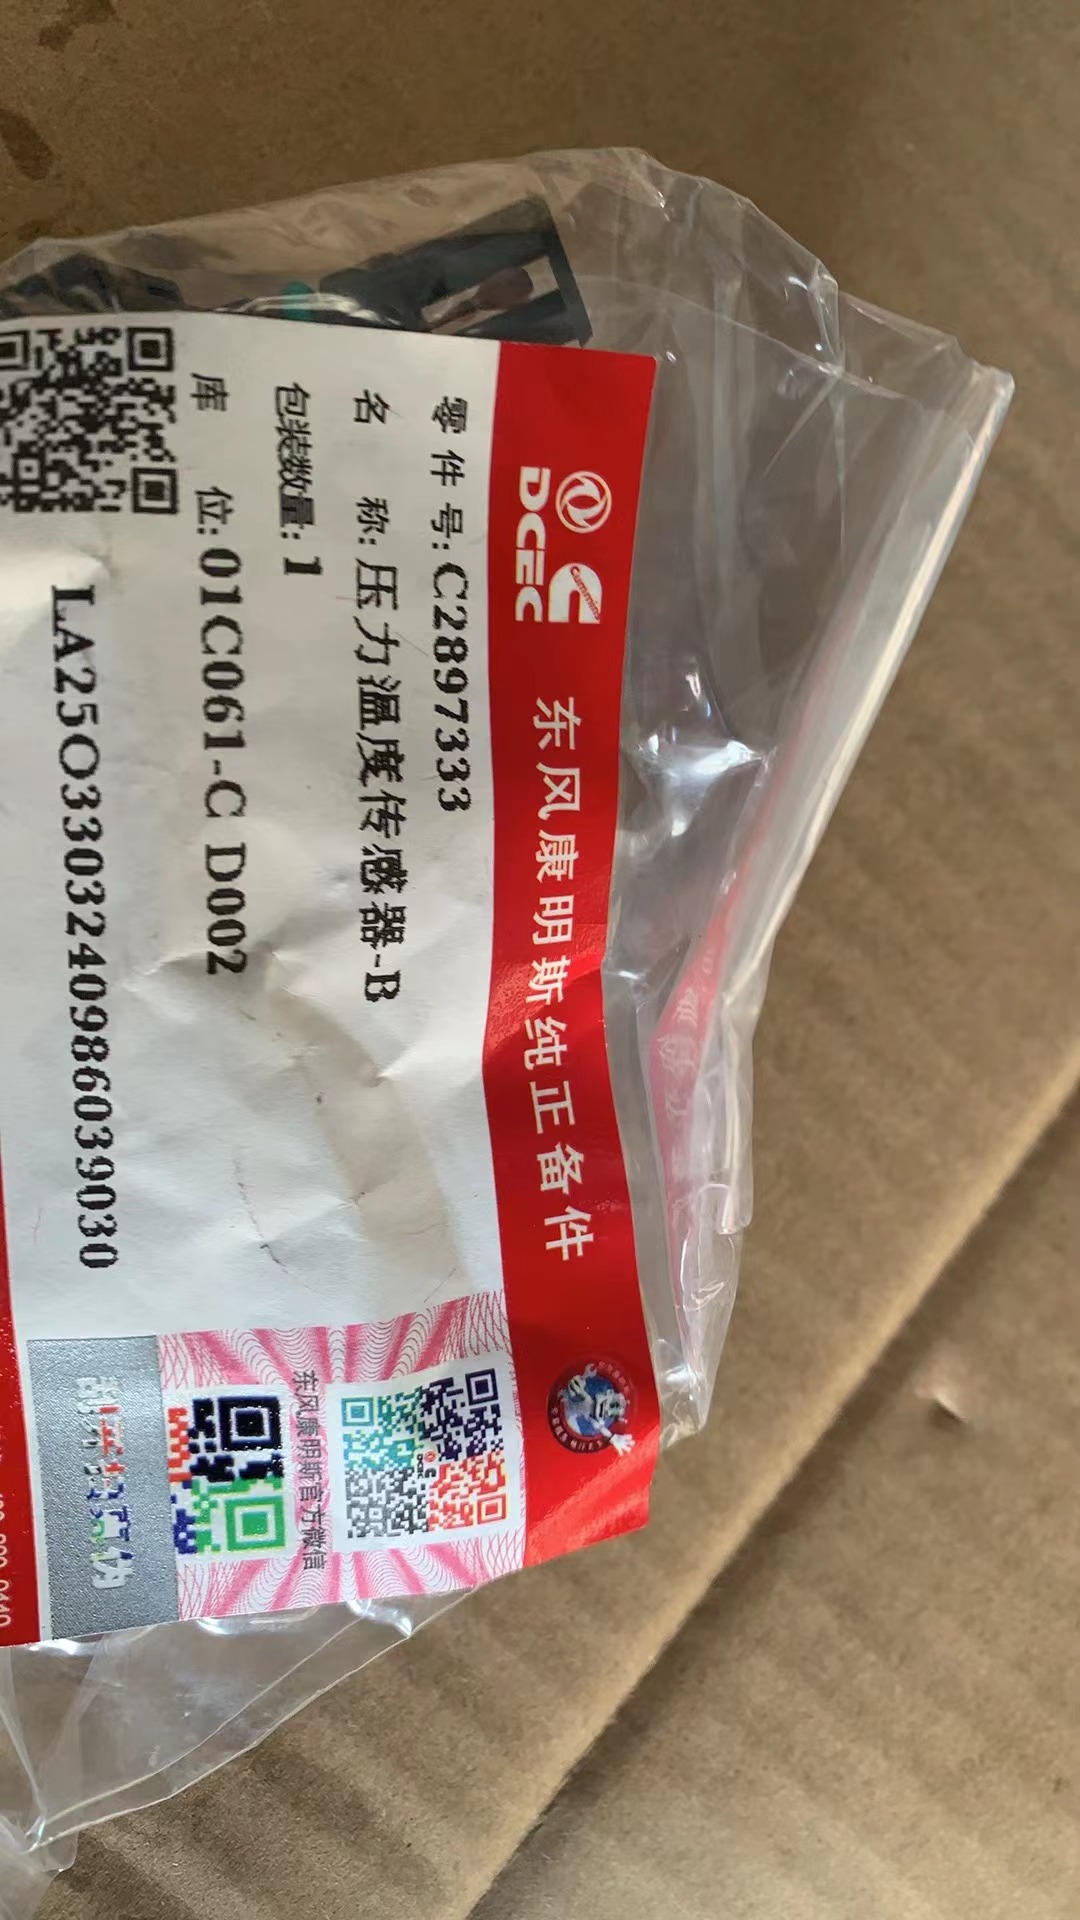 DCEC Cummins 东风康明斯纯正备件
零件号:C2897333
名 称:压力温度传感器-B
包装数量:1
库 位:01C061-C D002
LA25O3303240986039030
东风康明斯官方微信